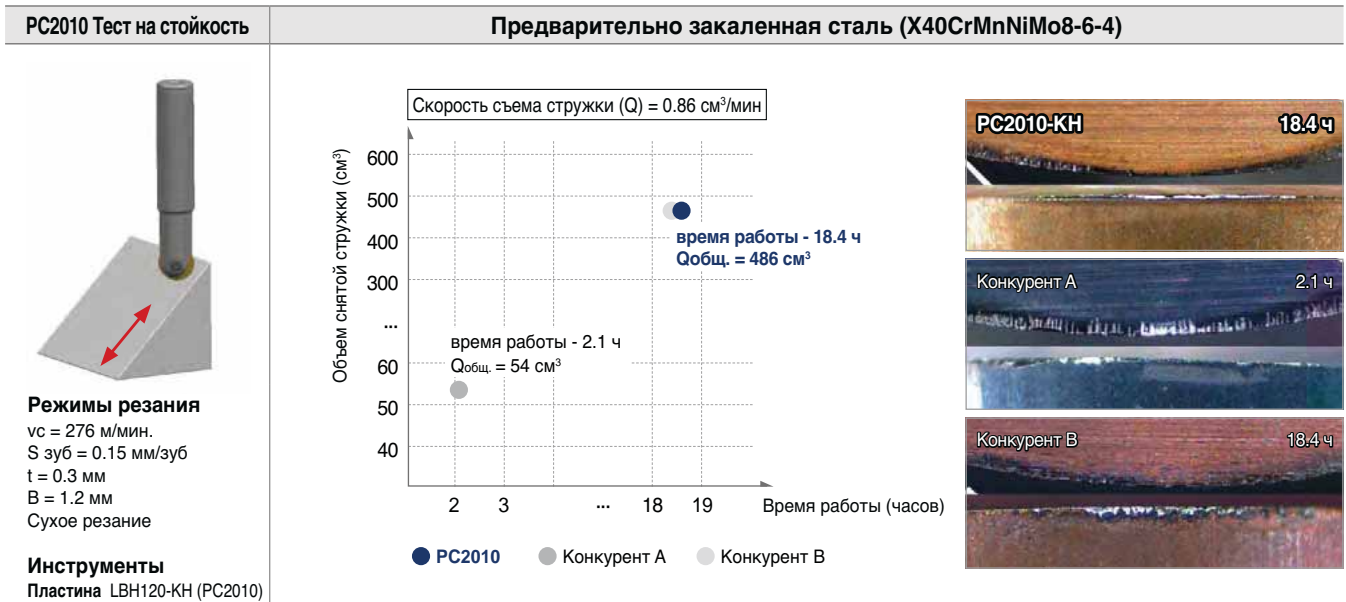 PC2010 Тест на стойкость
Предварительно закаленная сталь (X40CrMnNiMo8-6-4)
Режимы резания
vc = 276 м/мин.
S зуб = 0.15 мм/зуб
t = 0.3 мм
B = 1.2 мм
Сухое резание
Инструменты
Пластина LBH120-KH (PC2010)
Скорость съема стружки (Q) = 0.86 см³/мин
Объем снятой стружки (см³)
600
500
400
300
...
60
50
40
время работы - 18.4 ч
Qобщ. = 486 см³
время работы - 2.1 ч
Qобщ. = 54 см³
2 3 ... 18 19 Время работы (часов)
PC2010 Конкурент A Конкурент B
PC2010-KH 18.4 ч
Конкурент A 2.1 ч
Конкурент B 18.4 ч